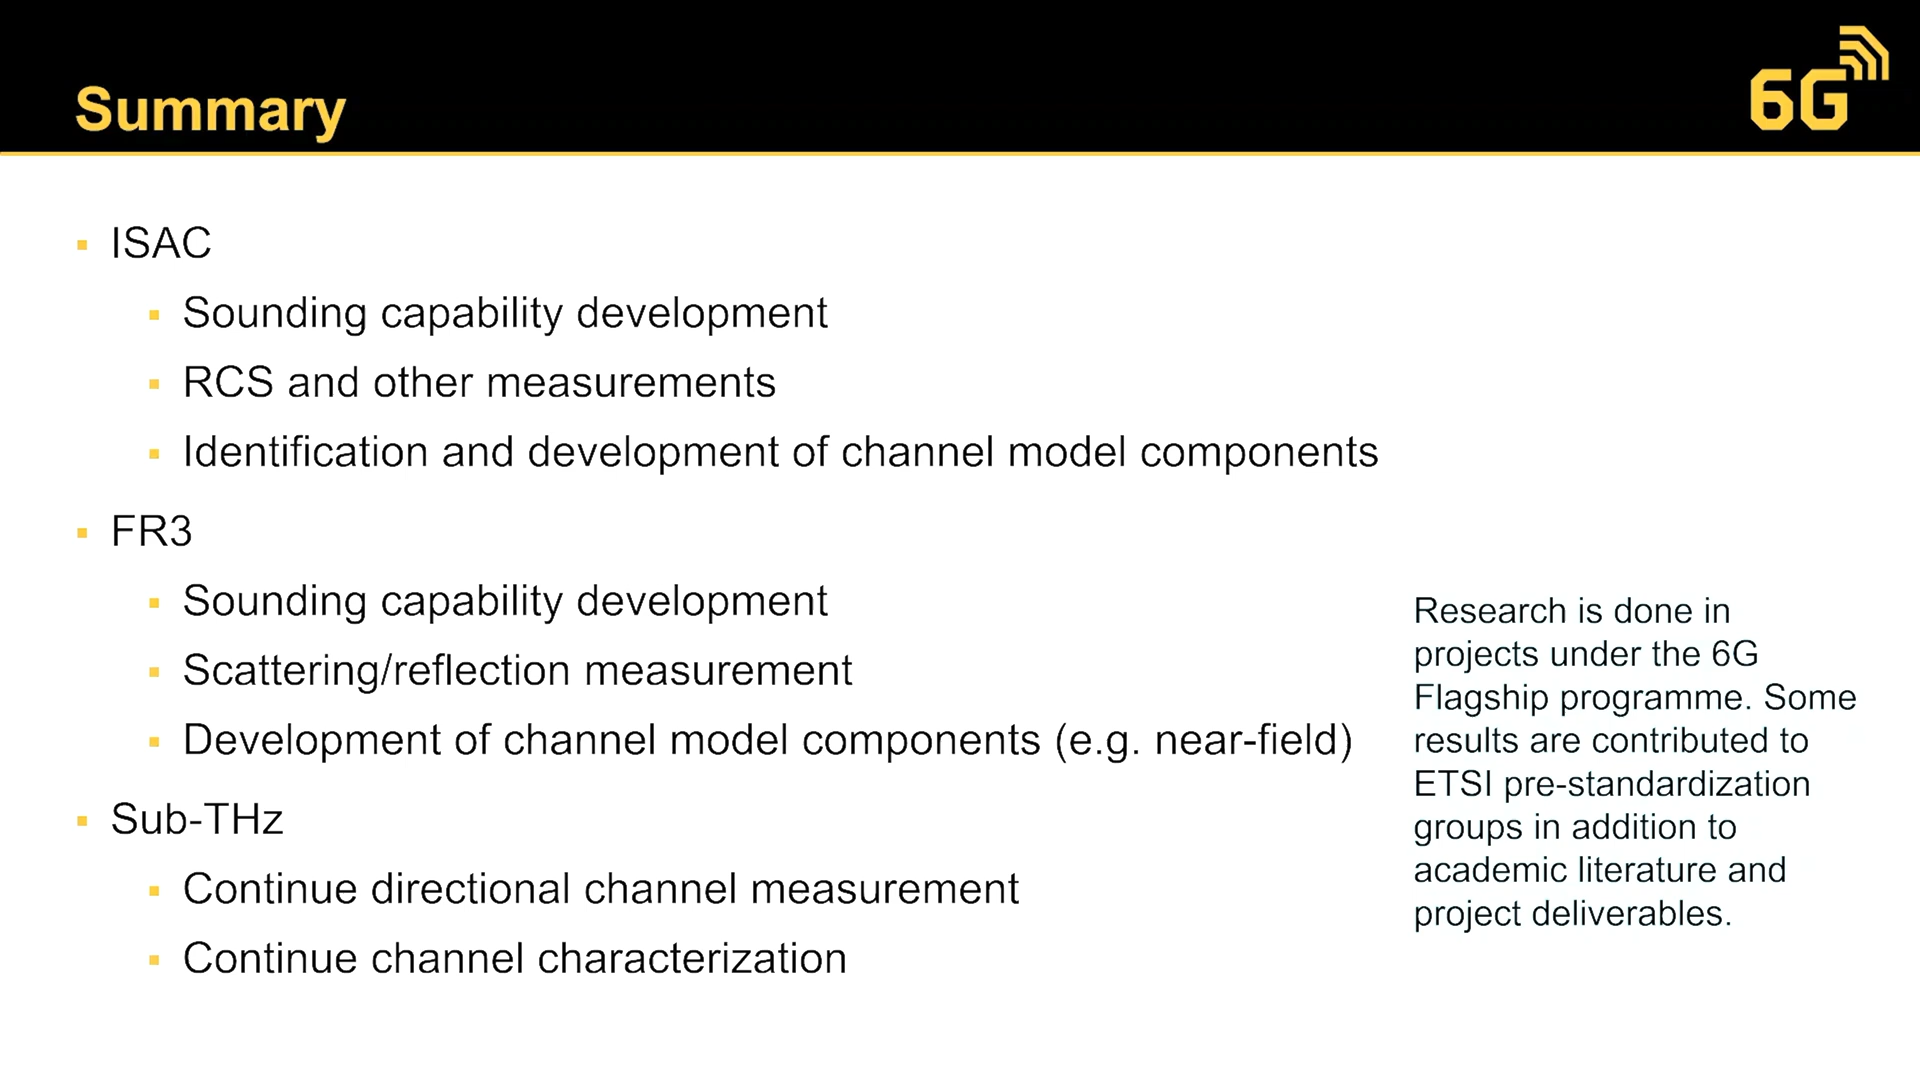 Summary
6G
ISAC
Sounding capability development
RCS and other measurements
Identification and development of channel model components
FR3
Sounding capability development
Scattering/reflection measurement
Development of channel model components (e.g. near-field)
Sub-THz
Continue directional channel measurement
Continue channel characterization
Research is done in
projects under the 6G
Flagship programme. Some
results are contributed to
ETSI pre-standardization
groups in addition to
academic literature and
project deliverables.